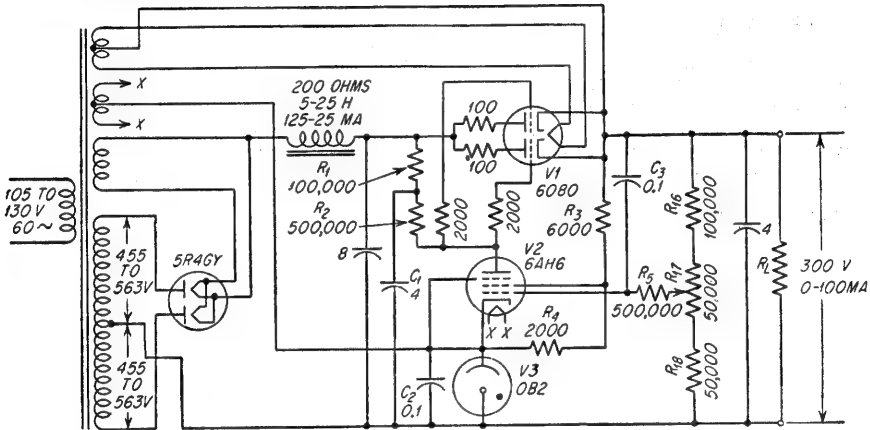 X
X
105 TO
130 V
60 ~
455
TO
563V
455
TO
563V
5R4GY
200 OHMS
5-25 H
125-25 MA
R1
100,000
R2
500,000
8
C1
4
2000
2000
100
100
V1
6080
V2
6AH6
R3
6000
X X
R4
2000
C2
0.1
V3
OB2
C3
0.1
R5
500,000
R16
100,000
R17
50,000
R18
50,000
4
RL
300 V
0-100MA